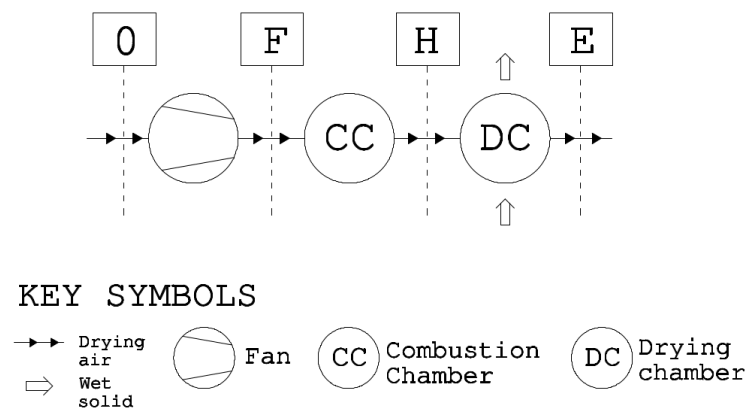 0 F H E
CC DC
KEY SYMBOLS
Drying
air
Fan
CC
Combustion
Chamber
DC
Drying
chamber
Wet
solid